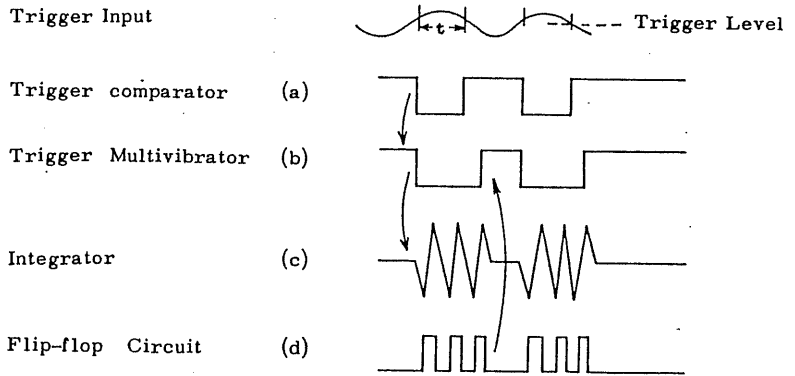 Trigger Input
t
Trigger Level
Trigger comparator (a)
Trigger Multivibrator (b)
Integrator (c)
Flip-flop Circuit (d)